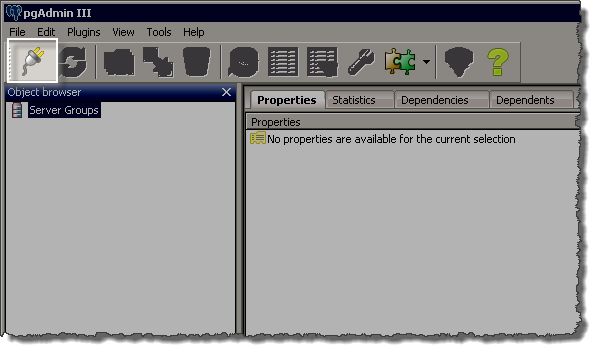 pgAdmin III
File Edit Plugins View Tools Help
Object browser
Server Groups
Properties Statistics Dependencies Dependents
Properties
No properties are available for the current selection